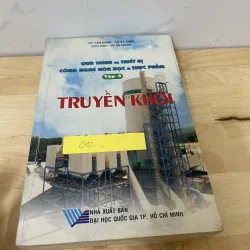 QUÁ TRÌNH VÀ THIẾT BỊ
CÔNG NGHỆ HÓA HỌC & THỰC PHẨM
Tập 3
TRUYỀN KHỐI
NHÀ XUẤT BẢN
ĐẠI HỌC QUỐC GIA TP. HỒ CHÍ MINH